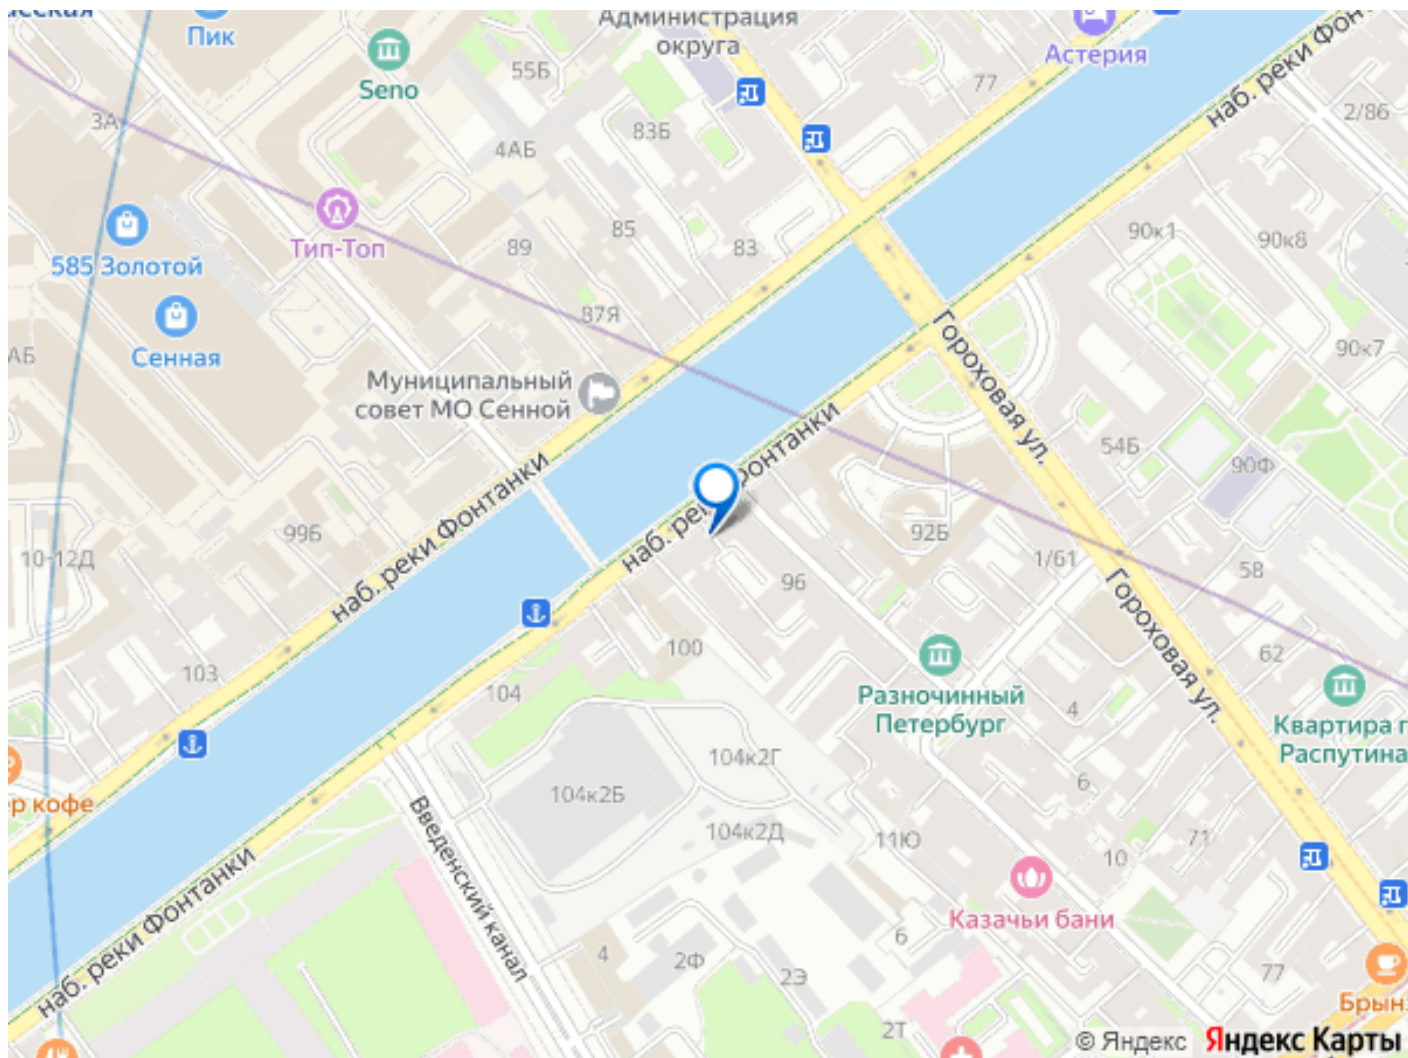 Пик
Администрация
округа
Астерия
77
наб. реки Фон
Seno
55Б
2/86
3А
4АБ
83Б
585 Золотой
Тип-Топ
89
85
83
90к1
90к8
Сенная
87Я
АБ
90к7
Муниципальный
совет МО Сенной
Гороховая ул.
54Б
90Ф
наб. реки Фонтанки
99Б
10-12Д
92Б
1/61
58
96
100
62
Гороховая ул.
103
104
Разночинный
Петербург
4
Квартира г
Распутина
104к2Г
6
104к2Б
104к2Д
11Ю
71
10
р кофе
Введенский канал
наб. реки Фонтанки
Казачьи бани
6
4
2Ф
2Э
77
2Т
Брын
© Яндекс Яндекс Карты